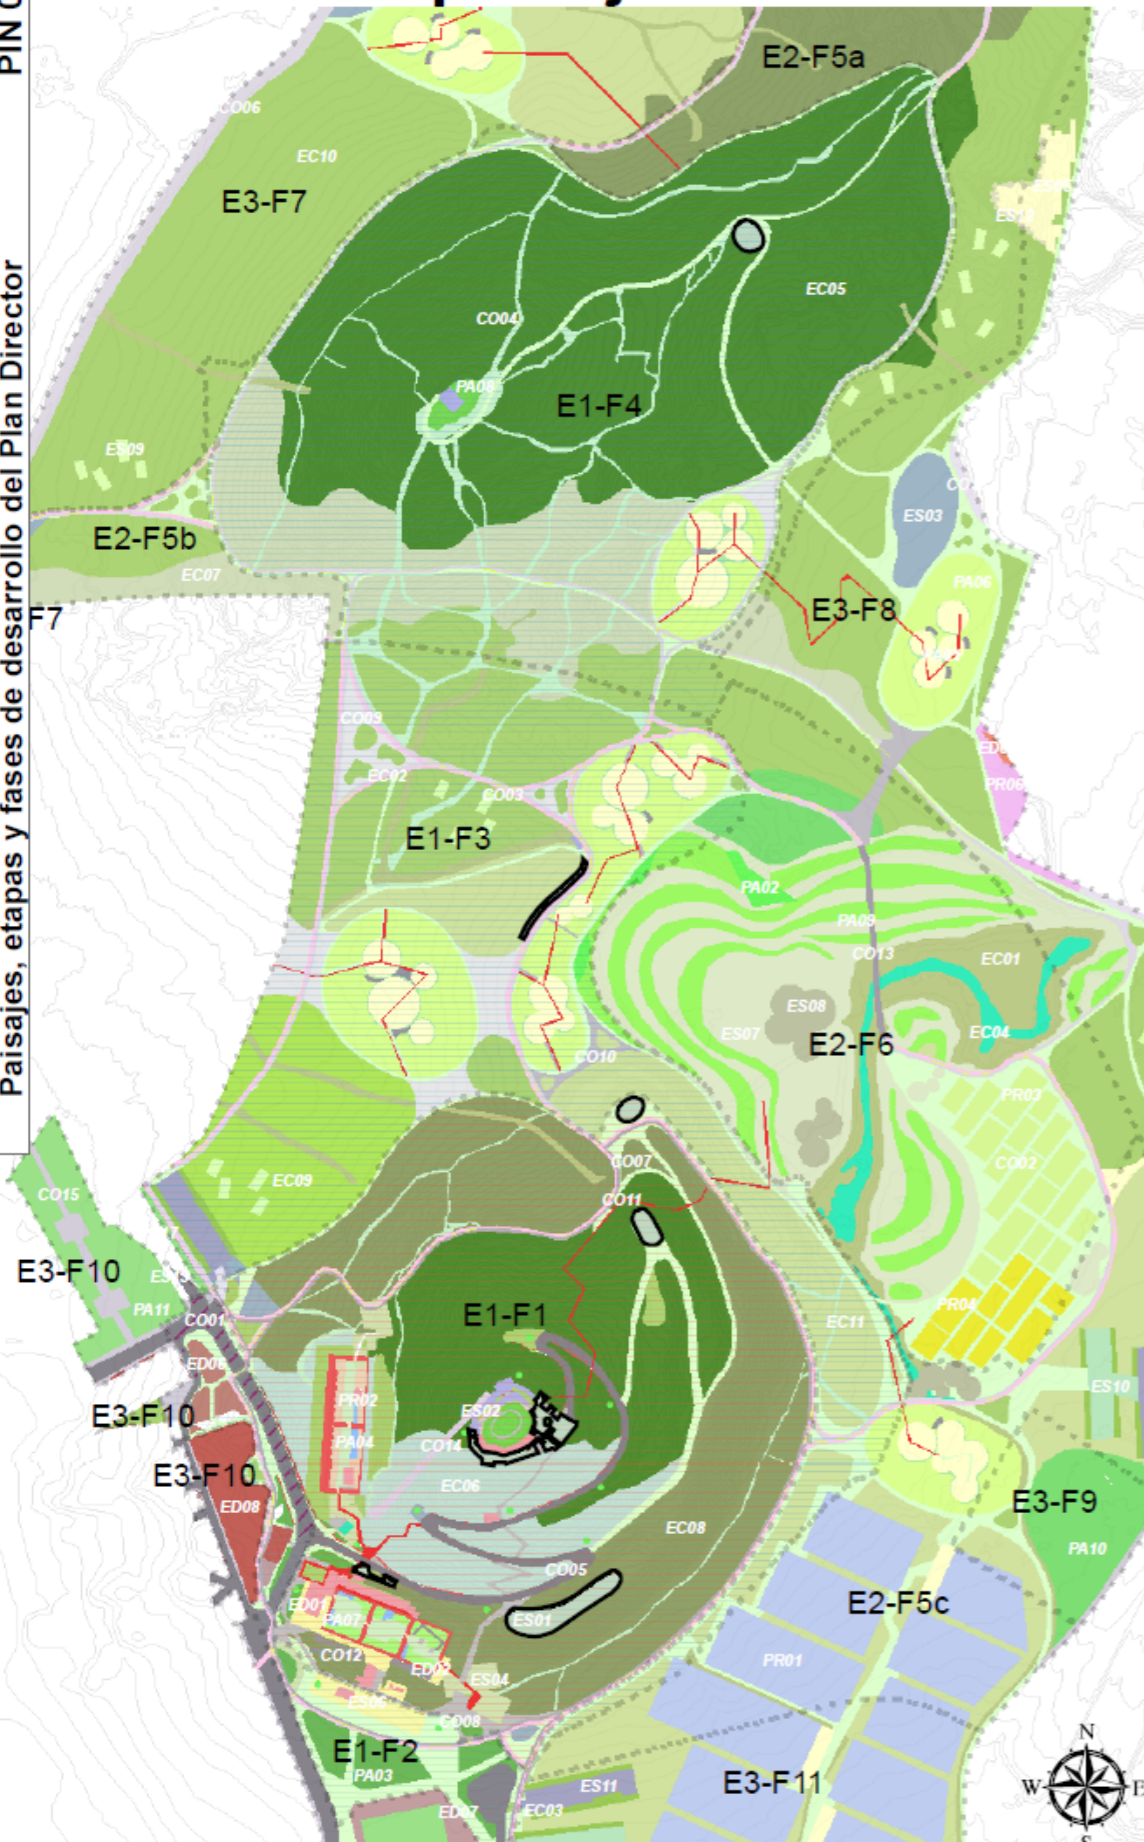 PIN
Paisajes, etapas y fases de desarrollo del Plan Director
E2-F5a
CO06
EC10
E3-F7
EC05
CO04
PA08
E1-F4
ES09
ES03
E2-F5b
EC07
PA06
F7
E3-F8
CO09
EC02
CO03
PR06
E1-F3
PA02
PA09
CO13
EC01
ES08
ES07
EC04
E2-F6
CO10
PR03
CO07
CO02
EC09
CO15
CO11
E3-F10
PA11
CO01
E1-F1
PR04
EC11
ED06
ES10
PR02
E3-F10
ES02
PA04
CO14
E3-F10
EC06
ED08
E3-F9
EC08
PA10
CO05
E2-F5c
ED01
PA07
ES01
CO12
PR01
ES04
CO08
E1-F2
PA03
E3-F11
ES11
ED07
EC03
N
W
E
S